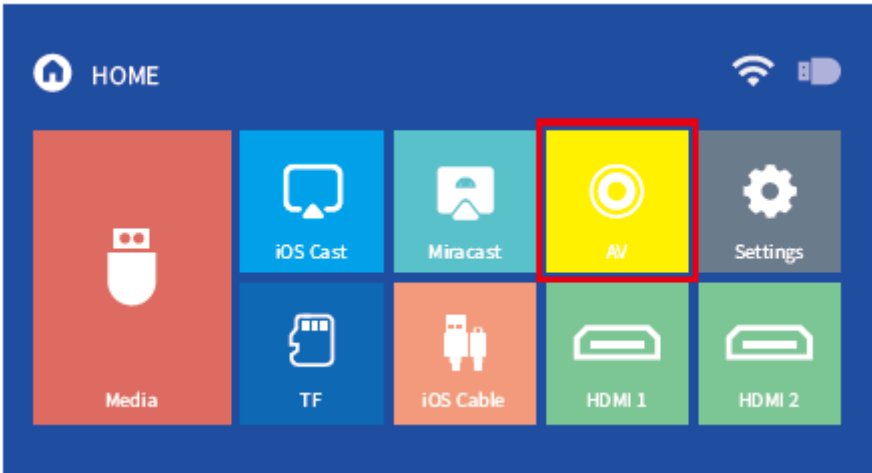 HOME
iOS Cast
Miracast
AV
Settings
Media
TF
iOS Cable
HDMI 1
HDMI 2